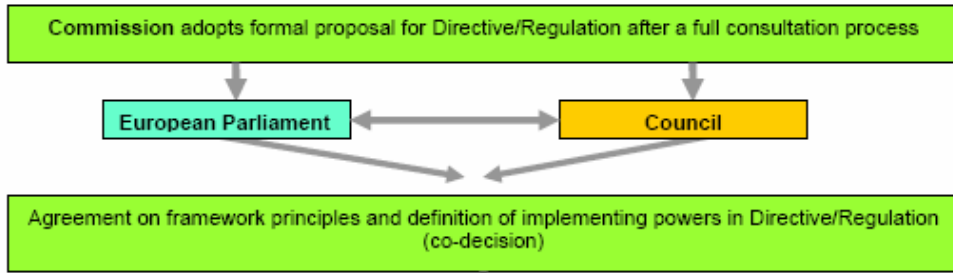 Commission adopts formal proposal for Directive/Regulation after a full consultation process
European Parliament
Council
Agreement on framework principles and definition of implementing powers in Directive/Regulation
(co-decision)